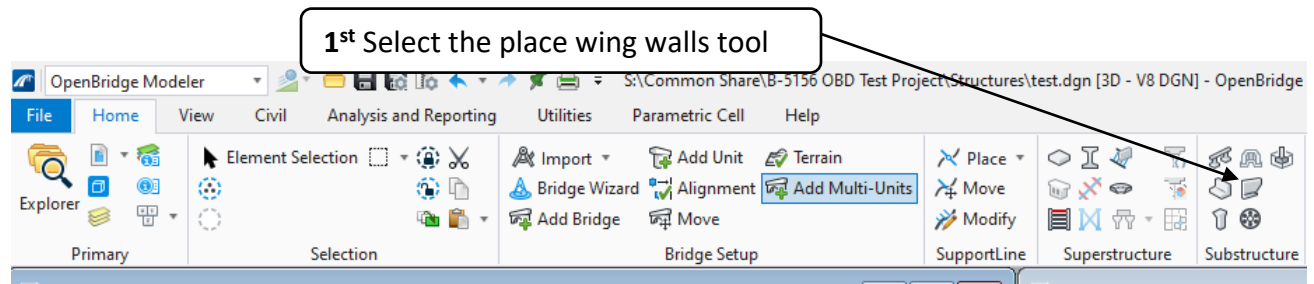 1st Select the place wing walls tool
OpenBridge Modeler
S:\Common Share\B-5156 OBD Test Project\Structures\test.dgn [3D - V8 DGN] - OpenBridge
File Home View Civil Analysis and Reporting Utilities Parametric Cell Help
Explorer Element Selection Import Add Unit Terrain Place
Bridge Wizard Alignment Add Multi-Units Move
Add Bridge Move Modify
Primary Selection Bridge Setup SupportLine Superstructure Substructure